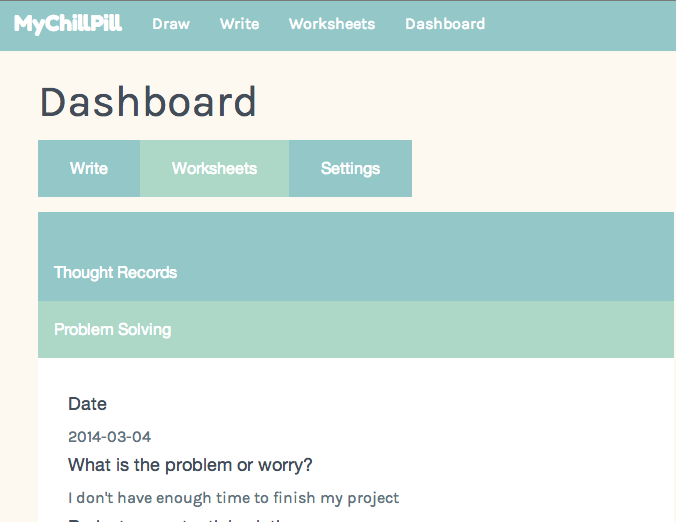 MyChillPill Draw Write Worksheets Dashboard
Dashboard
Write Worksheets Settings
Thought Records
Problem Solving
Date
2014-03-04
What is the problem or worry?
I don't have enough time to finish my project